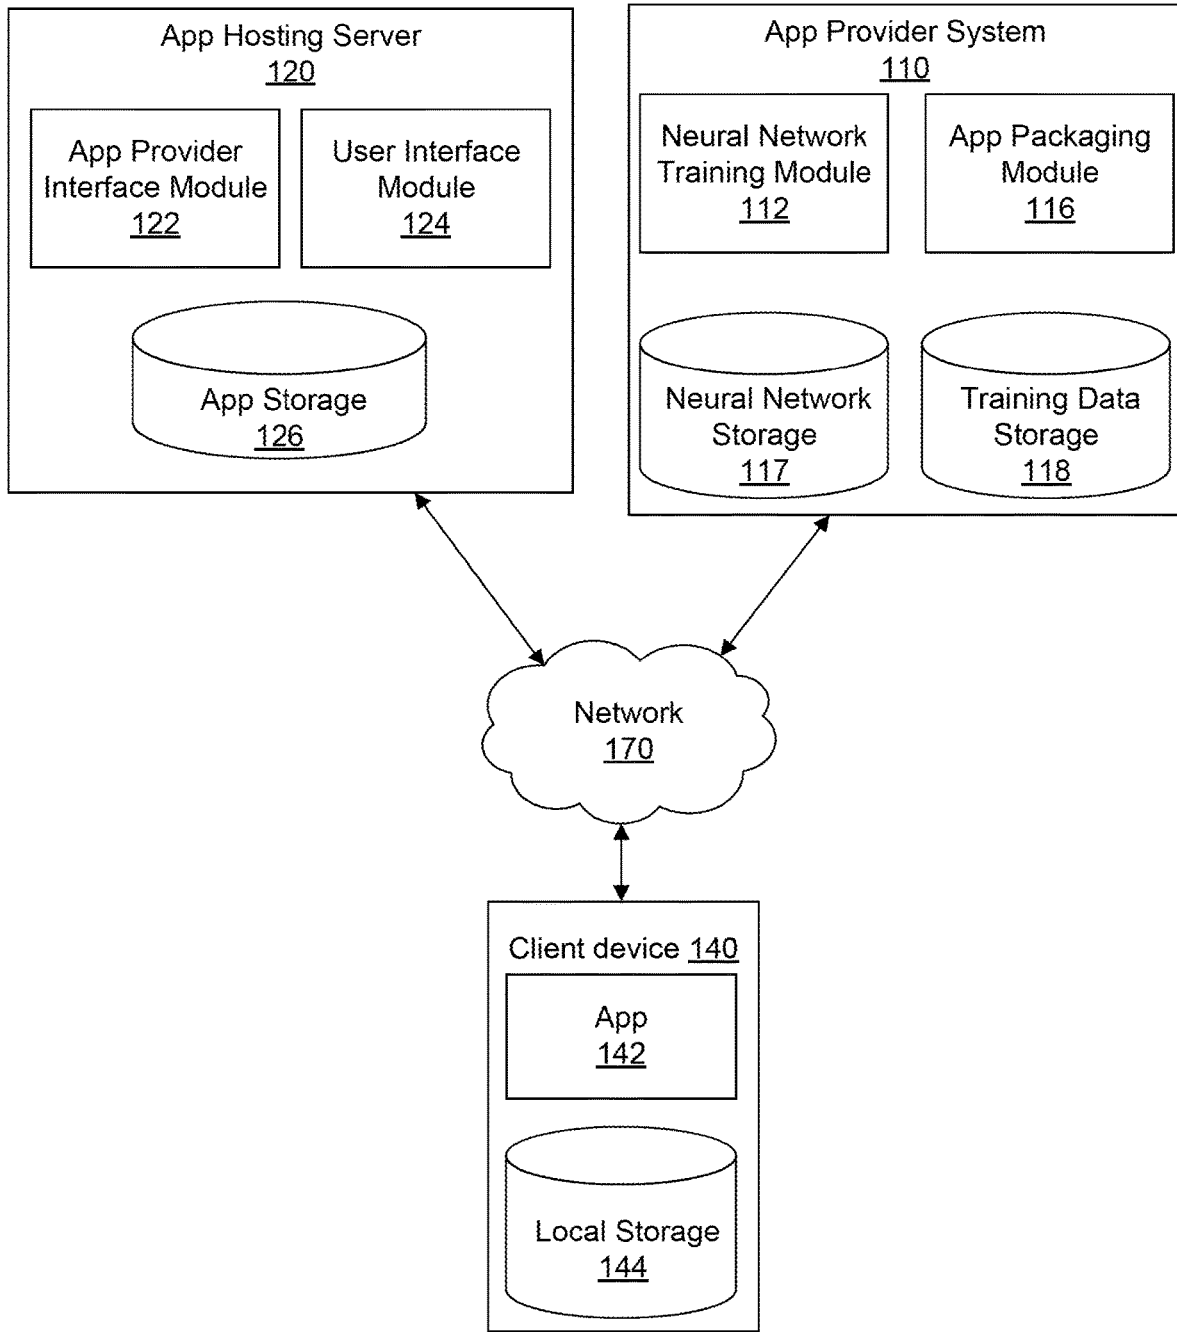 App Hosting Server
120
App Provider
Interface Module
122
User Interface
Module
124
App Storage
126
App Provider System
110
Neural Network
Training Module
112
App Packaging
Module
116
Neural Network
Storage
117
Training Data
Storage
118
Network
170
Client device 140
App
142
Local Storage
144